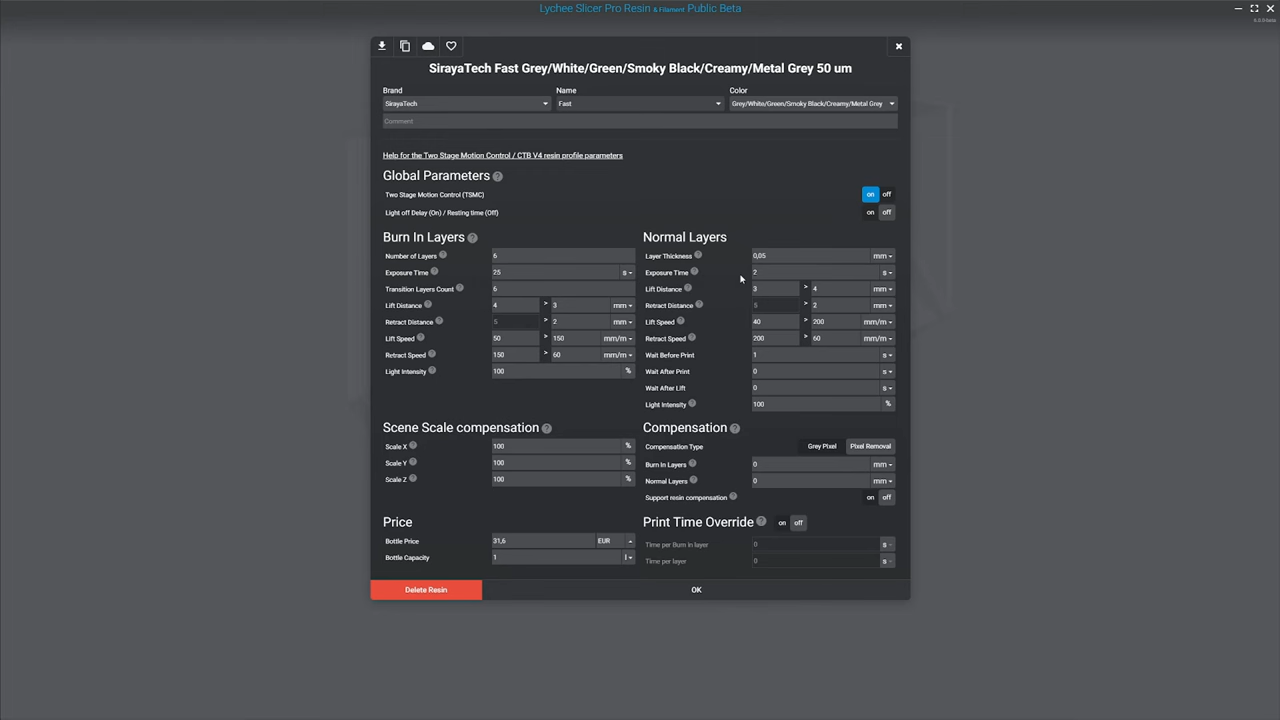 Lychee Slicer Pro Resin & Filament Public Beta
6.0.0-beta
SirayaTech Fast Grey/White/Green/Smoky Black/Creamy/Metal Grey 50 um
Brand Name Color
SirayaTech Fast Grey/White/Green/Smoky Black/Creamy/Metal Grey
Comment
Help for the Two Stage Motion Control / CTB V4 resin profile parameters
Global Parameters ?
Two Stage Motion Control (TSMC) on off
Light off Delay (On) / Resting time (Off) on off
Burn In Layers ?
Number of Layers ? 6
Exposure Time ? 25 s
Transition Layers Count ? 6
Lift Distance ? 4 > 3 mm
Retract Distance ? 5 > 2 mm
Lift Speed ? 50 > 150 mm/m
Retract Speed ? 150 > 60 mm/m
Light Intensity ? 100 %
Normal Layers
Layer Thickness ? 0,05 mm
Exposure Time ? 2 s
Lift Distance ? 3 > 4 mm
Retract Distance ? 5 > 2 mm
Lift Speed ? 40 > 200 mm/m
Retract Speed ? 200 > 60 mm/m
Wait Before Print 1 s
Wait After Print 0 s
Wait After Lift 0 s
Light Intensity ? 100 %
Scene Scale compensation ?
Scale X ? 100 %
Scale Y ? 100 %
Scale Z ? 100 %
Compensation ?
Compensation Type Grey Pixel Pixel Removal
Burn In Layers ? 0 mm
Normal Layers ? 0 mm
Support resin compensation ? on off
Price
Bottle Price 31,6 EUR
Bottle Capacity 1 l
Print Time Override ? on off
Time per Burn in layer 0 s
Time per layer 0 s
Delete Resin OK